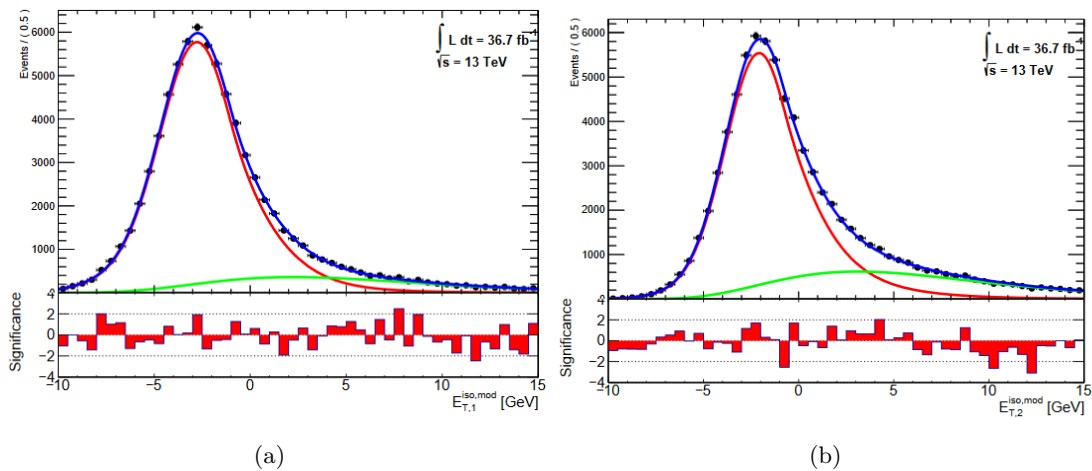 Events / ( 0.5 )
6000
5000
4000
3000
2000
1000
∫ L dt = 36.7 fb⁻¹
√s = 13 TeV
Significance
4
2
0
−2
−4
−10 −5 0 5 10 15
E_{T,1}^{iso,mod} [GeV]
(a)
Events / ( 0.5 )
6000
5000
4000
3000
2000
1000
∫ L dt = 36.7 fb⁻¹
√s = 13 TeV
Significance
4
2
0
−2
−4
−10 −5 0 5 10 15
E_{T,2}^{iso,mod} [GeV]
(b)